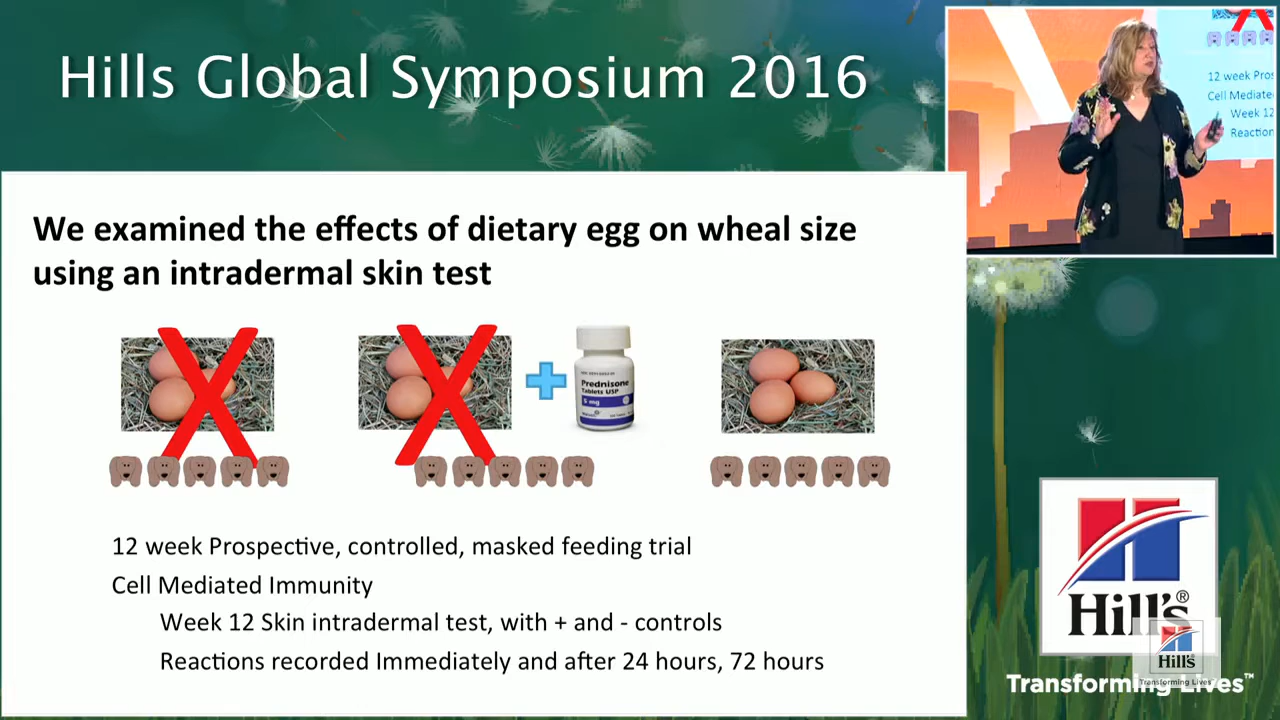 Hills Global Symposium 2016
12 week Pros
Cell Mediate
Week 12
Reaction
We examined the effects of dietary egg on wheal size
using an intradermal skin test
Prednisone
Tablets USP
5 mg
12 week Prospective, controlled, masked feeding trial
Cell Mediated Immunity
Week 12 Skin intradermal test, with + and - controls
Reactions recorded Immediately and after 24 hours, 72 hours
Hill's®
Transforming Lives™
Hill's
Transforming Lives